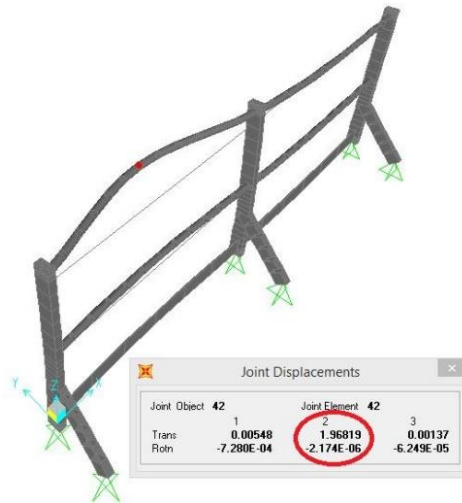 Y Z X
Joint Displacements
Joint Object 42 Joint Element 42
1 2 3
Trans 0.00548 1.96819 0.00137
Rotn -7.280E-04 -2.174E-06 -6.249E-05